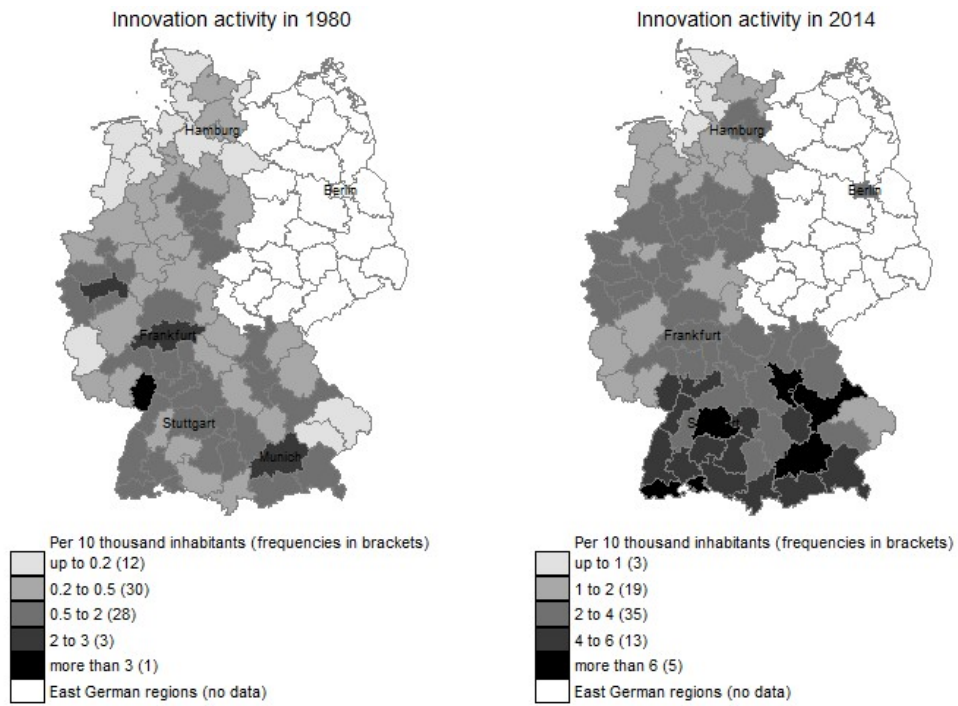 Innovation activity in 1980
Hamburg
Berlin
Frankfurt
Stuttgart
Munich
Per 10 thousand inhabitants (frequencies in brackets)
up to 0.2 (12)
0.2 to 0.5 (30)
0.5 to 2 (28)
2 to 3 (3)
more than 3 (1)
East German regions (no data)
Innovation activity in 2014
Hamburg
Berlin
Frankfurt
Per 10 thousand inhabitants (frequencies in brackets)
up to 1 (3)
1 to 2 (19)
2 to 4 (35)
4 to 6 (13)
more than 6 (5)
East German regions (no data)